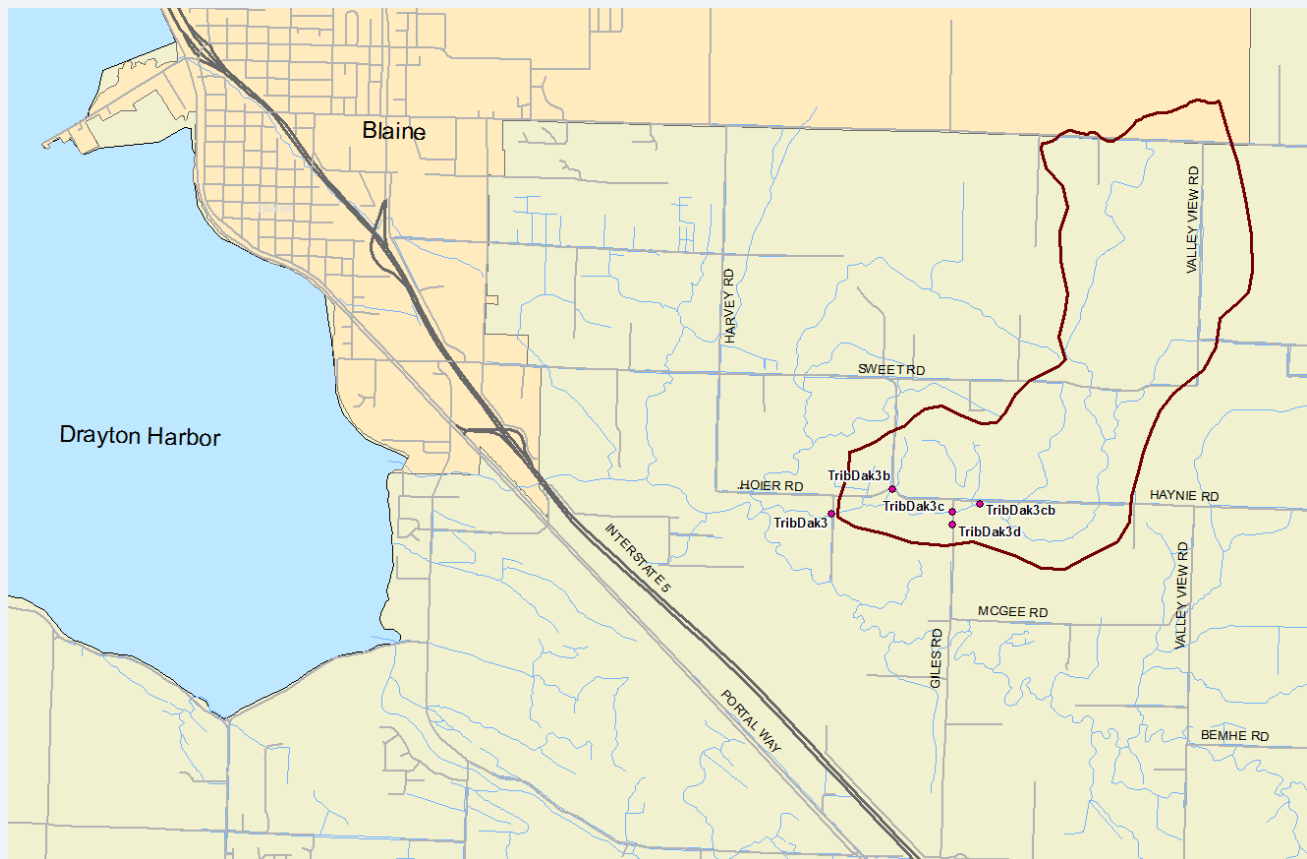 Blaine
VALLEY VIEW RD
HARVEY RD
SWEET RD
Drayton Harbor
TribDak3b
HOIER RD
HAYNIE RD
TribDak3c
TribDak3cb
TribDak3
TribDak3d
INTERSTATE 5
VALLEY VIEW RD
MCGEE RD
GILES RD
PORTAL WAY
BEMHE RD